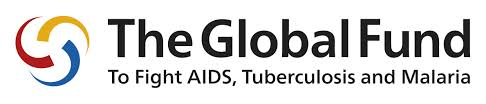 The Global Fund
To Fight AIDS, Tuberculosis and Malaria